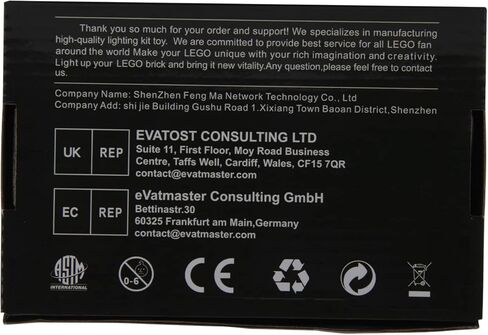 Thank you so much for your order and support! We specializes in manufacturing
high-quality lighting kit toy. We are committed to provide best service for all LEGO fan
around the world Make your LEGO unique with your rich imagination and creativity.
Light up your LEGO brick and bring it new vitality.Any question,please feel free to contact
us.
Company Name: ShenZhen Feng Ma Network Technology Co., Ltd
Company Add: shi jie Building Gushu Road 1.Xixiang Town Baoan District,Shenzhen
UK REP
EVATOST CONSULTING LTD
Suite 11, First Floor, Moy Road Business
Centre, Taffs Well, Cardiff, Wales, CF15 7QR
contact@evatmaster.com
EC REP
eVatmaster Consulting GmbH
Bettinastr.30
60325 Frankfurt am Main,Germany
contact@evatmaster.com
ASTM
INTERNATIONAL
0-6
UK
CA
CE